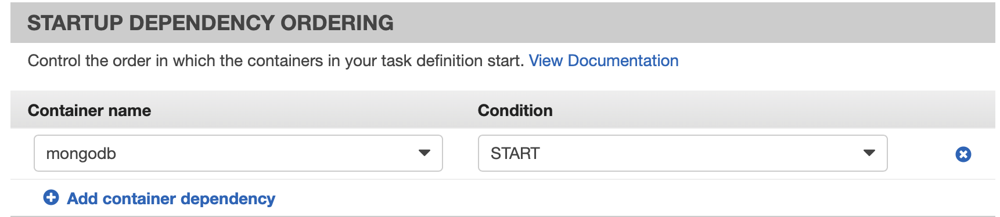 STARTUP DEPENDENCY ORDERING
Control the order in which the containers in your task definition start. View Documentation
Container name Condition
mongodb START
Add container dependency